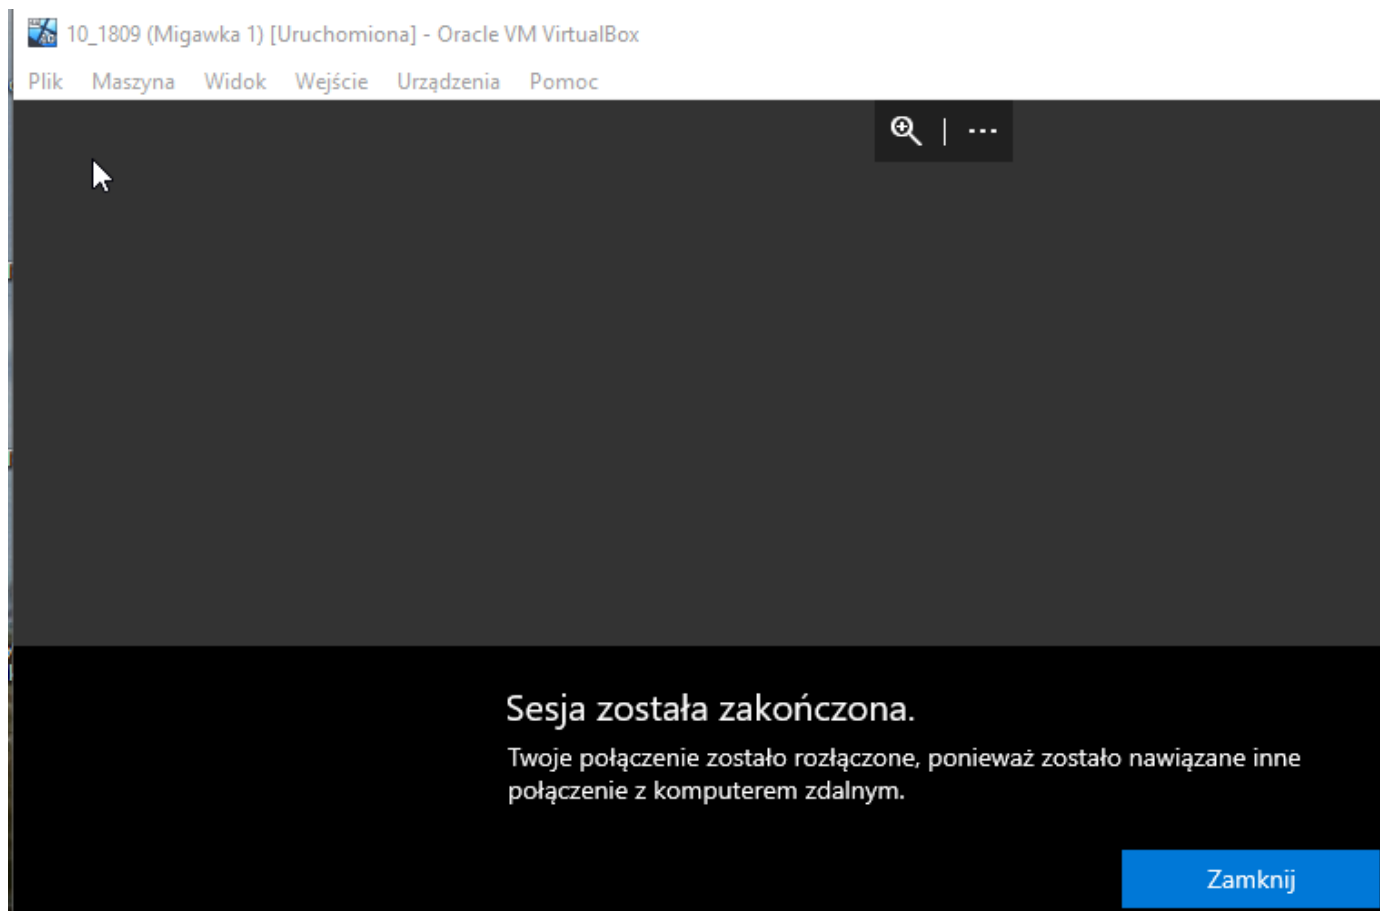 10_1809 (Migawka 1) [Uruchomiona] - Oracle VM VirtualBox
Plik Maszyna Widok Wejście Urządzenia Pomoc
Sesja została zakończona.
Twoje połączenie zostało rozłączone, ponieważ zostało nawiązane inne
połączenie z komputerem zdalnym.
Zamknij